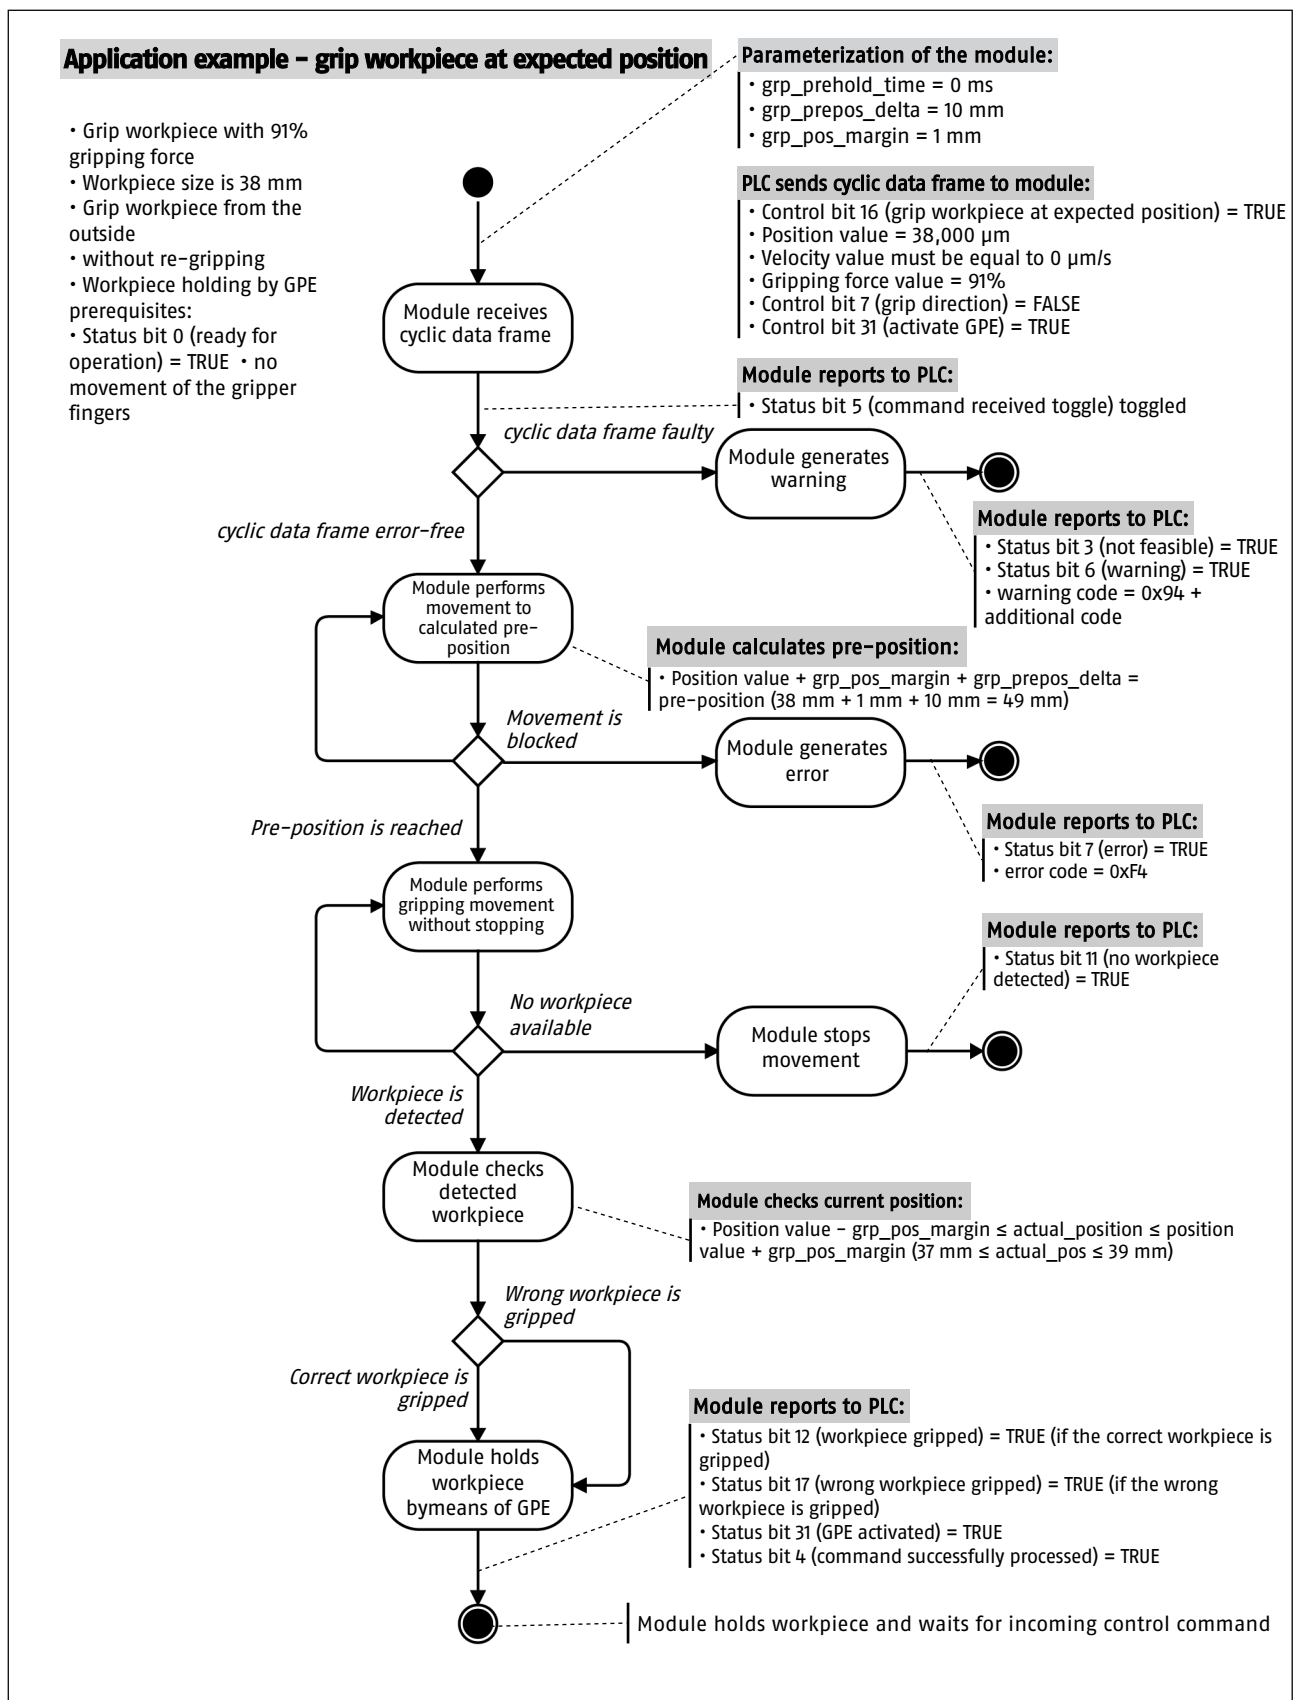 Application example – grip workpiece at expected position
• Grip workpiece with 91%
gripping force
• Workpiece size is 38 mm
• Grip workpiece from the
outside
• without re-gripping
• Workpiece holding by GPE
prerequisites:
• Status bit 0 (ready for
operation) = TRUE • no
movement of the gripper
fingers
Parameterization of the module:
• grp_prehold_time = 0 ms
• grp_prepos_delta = 10 mm
• grp_pos_margin = 1 mm
PLC sends cyclic data frame to module:
• Control bit 16 (grip workpiece at expected position) = TRUE
• Position value = 38,000 µm
• Velocity value must be equal to 0 µm/s
• Gripping force value = 91%
• Control bit 7 (grip direction) = FALSE
• Control bit 31 (activate GPE) = TRUE
Module receives
cyclic data frame
Module reports to PLC:
• Status bit 5 (command received toggle) toggled
cyclic data frame faulty
Module generates
warning
Module reports to PLC:
• Status bit 3 (not feasible) = TRUE
• Status bit 6 (warning) = TRUE
• warning code = 0x94 +
additional code
cyclic data frame error-free
Module performs
movement to
calculated pre-
position
Module calculates pre-position:
• Position value + grp_pos_margin + grp_prepos_delta =
pre-position (38 mm + 1 mm + 10 mm = 49 mm)
Movement is
blocked
Module generates
error
Module reports to PLC:
• Status bit 7 (error) = TRUE
• error code = 0xF4
Pre-position is reached
Module performs
gripping movement
without stopping
Module reports to PLC:
• Status bit 11 (no workpiece
detected) = TRUE
No workpiece
available
Module stops
movement
Workpiece is
detected
Module checks
detected
workpiece
Module checks current position:
• Position value - grp_pos_margin ≤ actual_position ≤ position
value + grp_pos_margin (37 mm ≤ actual_pos ≤ 39 mm)
Wrong workpiece is
gripped
Correct workpiece is
gripped
Module holds
workpiece
bymeans of GPE
Module reports to PLC:
• Status bit 12 (workpiece gripped) = TRUE (if the correct workpiece is
gripped)
• Status bit 17 (wrong workpiece gripped) = TRUE (if the wrong
workpiece is gripped)
• Status bit 31 (GPE activated) = TRUE
• Status bit 4 (command successfully processed) = TRUE
Module holds workpiece and waits for incoming control command